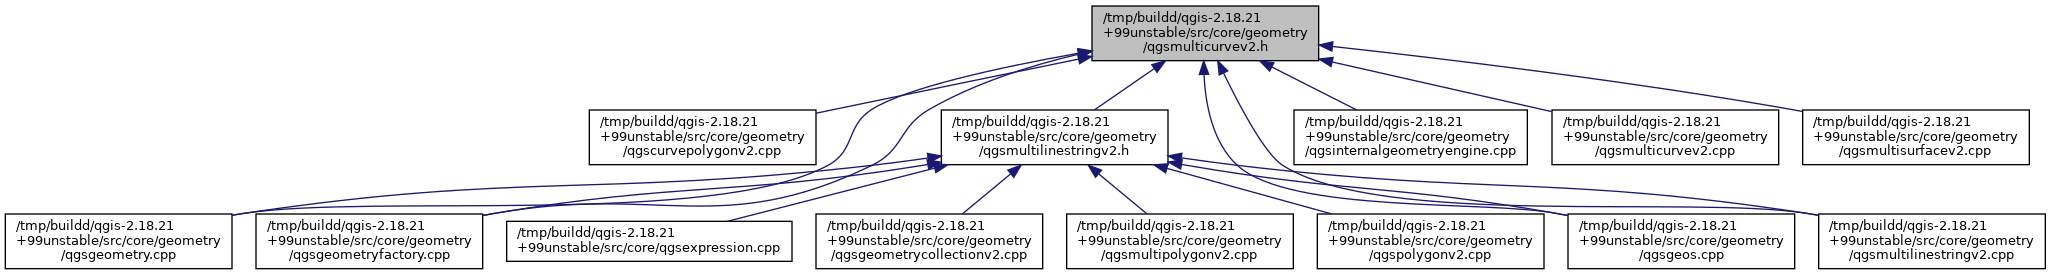 /tmp/buildd/qgis-2.18.21
+99unstable/src/core/geometry
/qgsmulticurvev2.h
/tmp/buildd/qgis-2.18.21
+99unstable/src/core/geometry
/qgscurvepolygonv2.cpp
/tmp/buildd/qgis-2.18.21
+99unstable/src/core/geometry
/qgsmultilinestringv2.h
/tmp/buildd/qgis-2.18.21
+99unstable/src/core/geometry
/qgsinternalgeometryengine.cpp
/tmp/buildd/qgis-2.18.21
+99unstable/src/core/geometry
/qgsmulticurvev2.cpp
/tmp/buildd/qgis-2.18.21
+99unstable/src/core/geometry
/qgsmultisurfacev2.cpp
/tmp/buildd/qgis-2.18.21
+99unstable/src/core/geometry
/qgsgeometry.cpp
/tmp/buildd/qgis-2.18.21
+99unstable/src/core/geometry
/qgsgeometryfactory.cpp
/tmp/buildd/qgis-2.18.21
+99unstable/src/core/qgsexpression.cpp
/tmp/buildd/qgis-2.18.21
+99unstable/src/core/geometry
/qgsgeometrycollectionv2.cpp
/tmp/buildd/qgis-2.18.21
+99unstable/src/core/geometry
/qgsmultipolygonv2.cpp
/tmp/buildd/qgis-2.18.21
+99unstable/src/core/geometry
/qgspolygonv2.cpp
/tmp/buildd/qgis-2.18.21
+99unstable/src/core/geometry
/qgsgeos.cpp
/tmp/buildd/qgis-2.18.21
+99unstable/src/core/geometry
/qgsmultilinestringv2.cpp